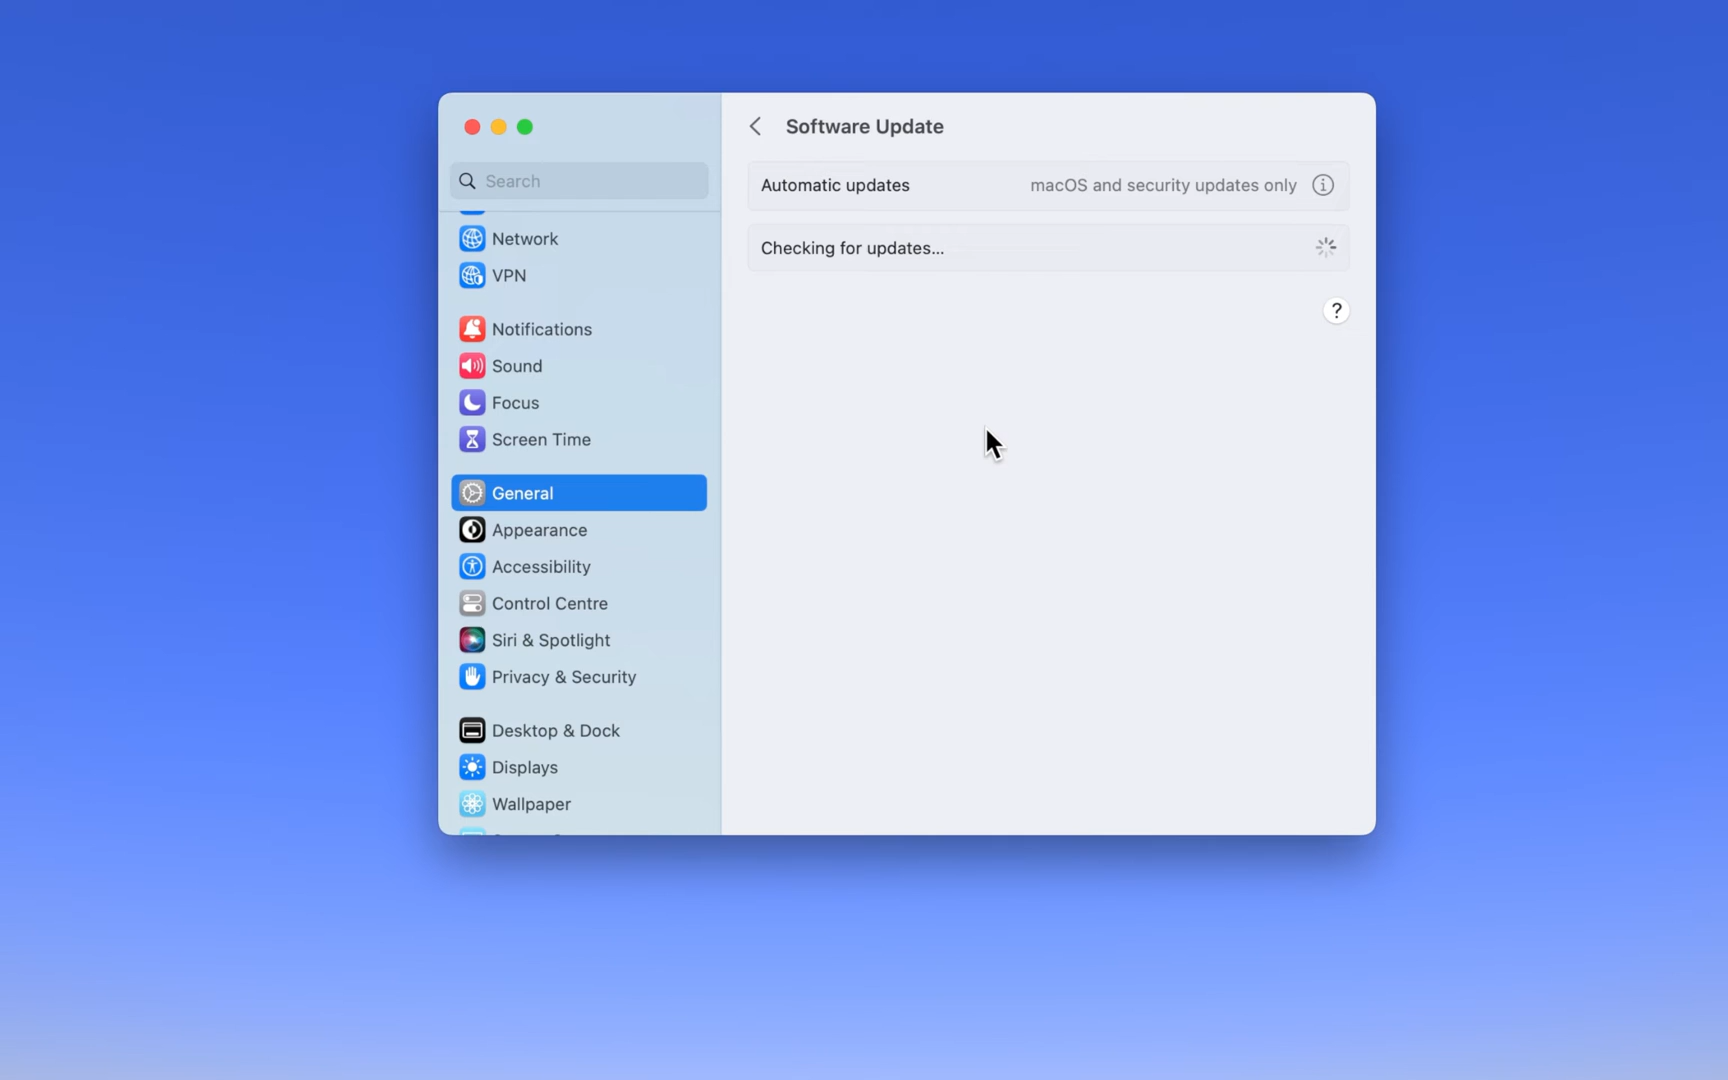 Software Update
Search
Automatic updates macOS and security updates only
Checking for updates...
?
Network
VPN
Notifications
Sound
Focus
Screen Time
General
Appearance
Accessibility
Control Centre
Siri & Spotlight
Privacy & Security
Desktop & Dock
Displays
Wallpaper